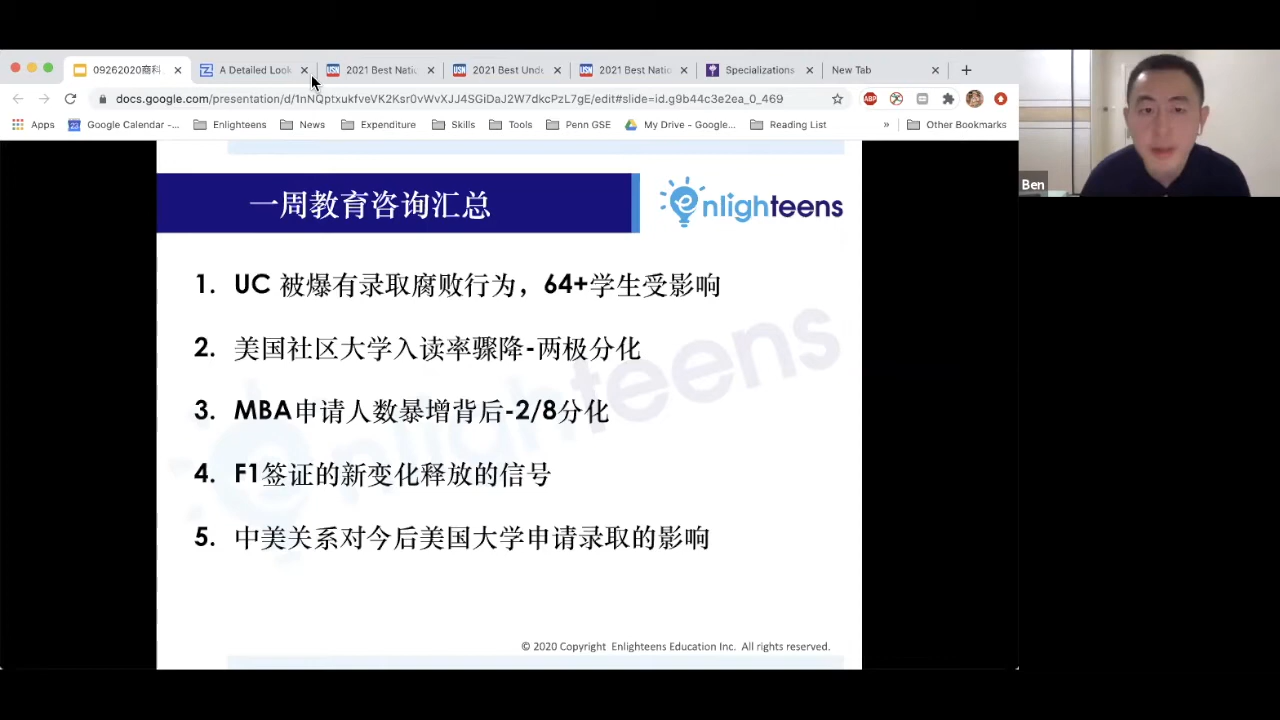 09262020商科
A Detailed Look
2021 Best Natio
2021 Best Unde
2021 Best Natio
Specializations
New Tab
docs.google.com/presentation/d/1nNQptxukfveVK2Ksr0vWvXJJ4SGiDaJ2W7dkcPzL7gE/edit#slide=id.g9b44c3e2ea_0_469
ABP
Apps
Google Calendar -...
Enlighteens
News
Expenditure
Skills
Tools
Penn GSE
My Drive - Google...
Reading List
»
Other Bookmarks
Ben
一周教育咨询汇总
enlighteens
1. UC 被爆有录取腐败行为，64+学生受影响
2. 美国社区大学入读率骤降-两极分化
3. MBA申请人数暴增背后-2/8分化
4. F1签证的新变化释放的信号
5. 中美关系对今后美国大学申请录取的影响
enlighteens
© 2020 Copyright Enlighteens Education Inc. All rights reserved.